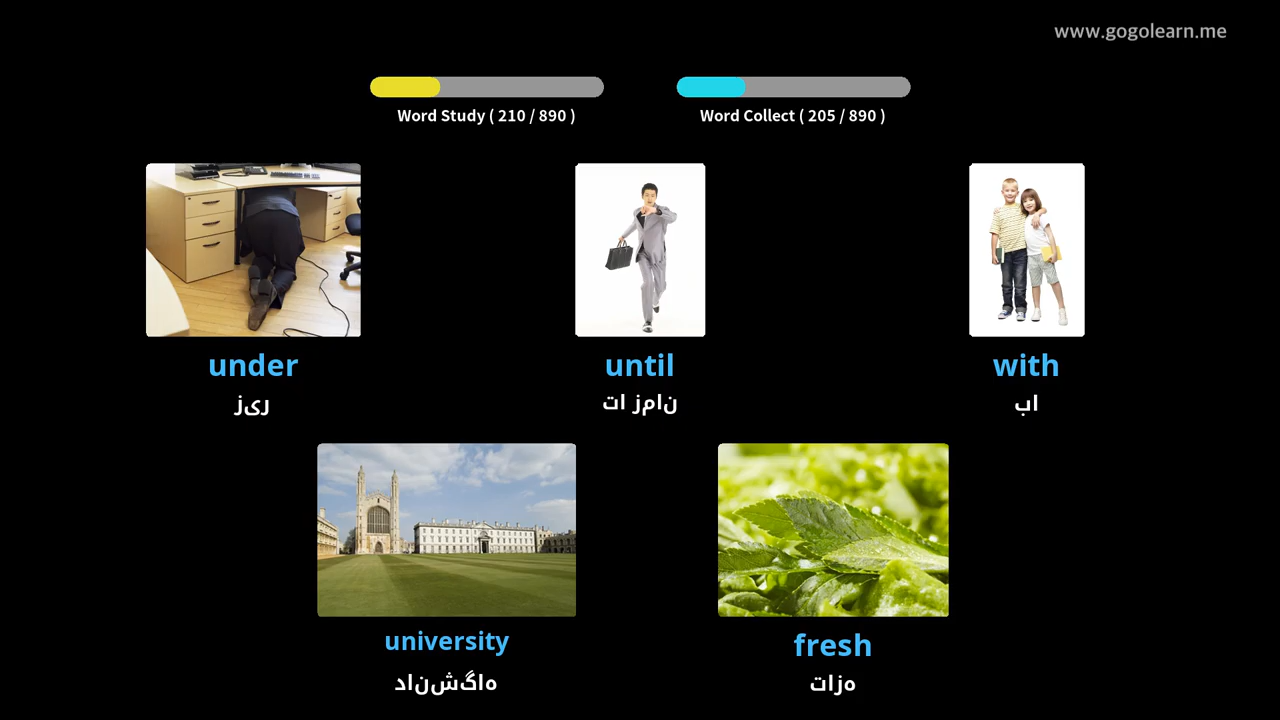 www.gogolearn.me
Word Study ( 210 / 890 )
Word Collect ( 205 / 890 )
under
until
with
زیر
تا زمان
با
university
fresh
دانشگاه
تازه